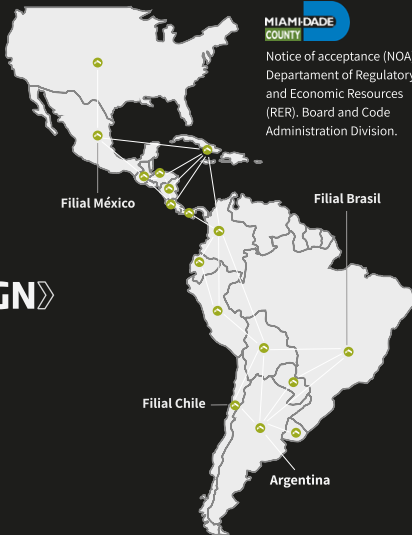 MIAMI-DADE
COUNTY
Notice of acceptance (NOA
Departament of Regulatory
and Economic Resources
(RER). Board and Code
Administration Division.
Filial México
Filial Brasil
GN
Filial Chile
Argentina